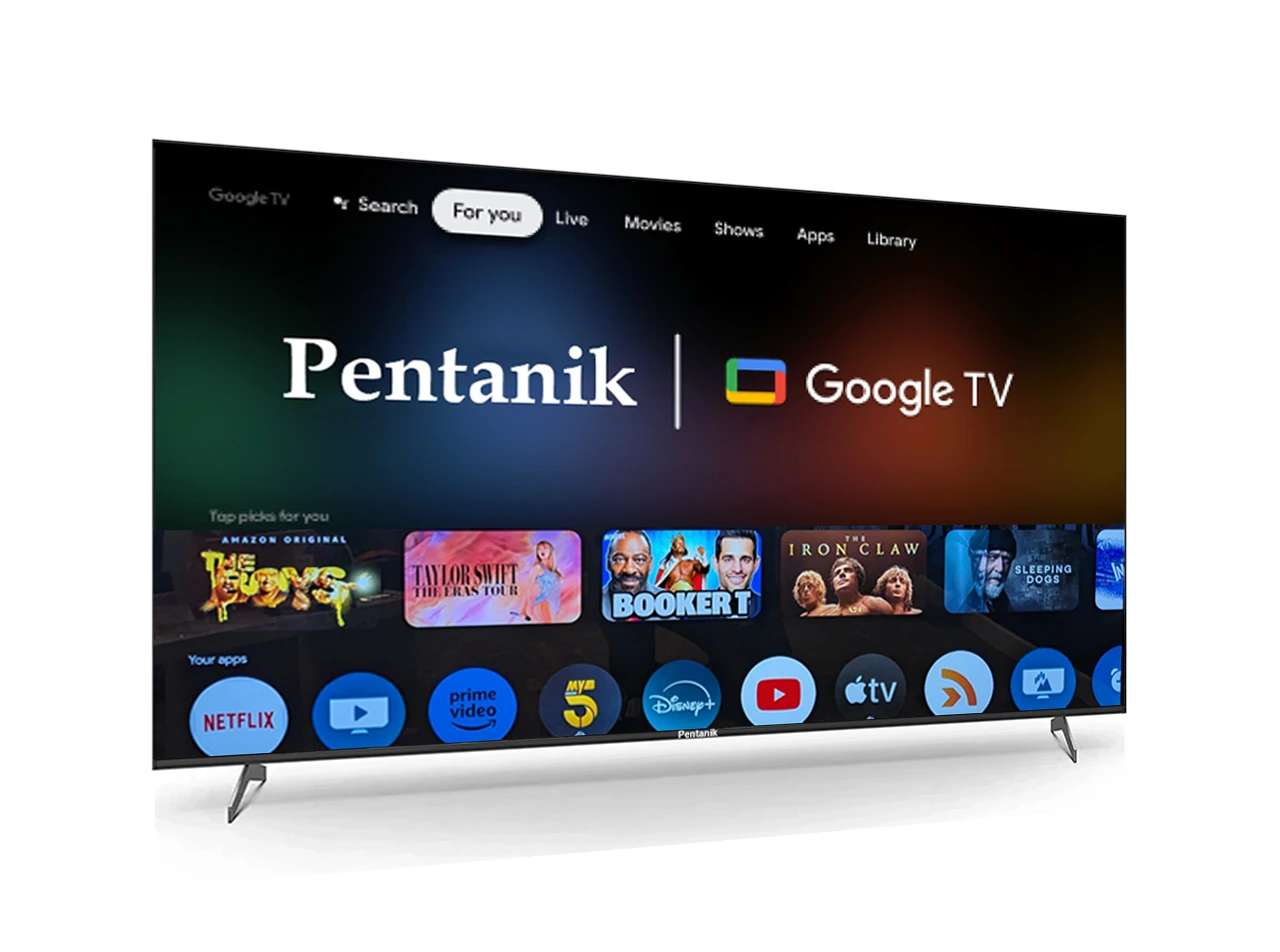 Google TV Search For you Live Movies Shows Apps Library
Pentanik | Google TV
Top picks for you
AMAZON ORIGINAL
THE BOYS
TAYLOR SWIFT
THE ERAS TOUR
BOOKER T
THE
IRON CLAW
SLEEPING
DOGS
Your apps
NETFLIX
prime
video
MY5
Disney+
tv
Pentanik